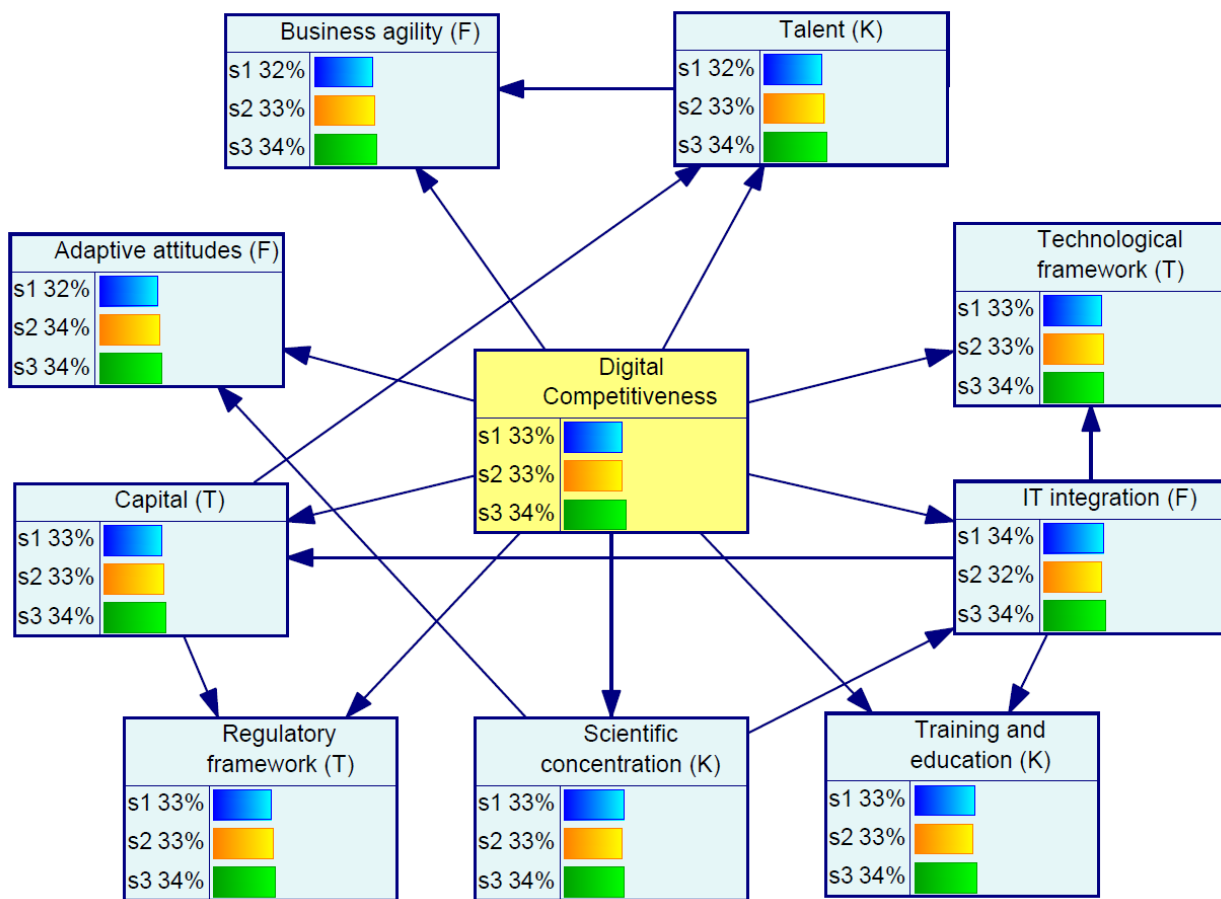 Business agility (F)
s1 32%
s2 33%
s3 34%
Talent (K)
s1 32%
s2 33%
s3 34%
Adaptive attitudes (F)
s1 32%
s2 34%
s3 34%
Technological
framework (T)
s1 33%
s2 33%
s3 34%
Digital
Competitiveness
s1 33%
s2 33%
s3 34%
Capital (T)
s1 33%
s2 33%
s3 34%
IT integration (F)
s1 34%
s2 32%
s3 34%
Regulatory
framework (T)
s1 33%
s2 33%
s3 34%
Scientific
concentration (K)
s1 33%
s2 33%
s3 34%
Training and
education (K)
s1 33%
s2 33%
s3 34%